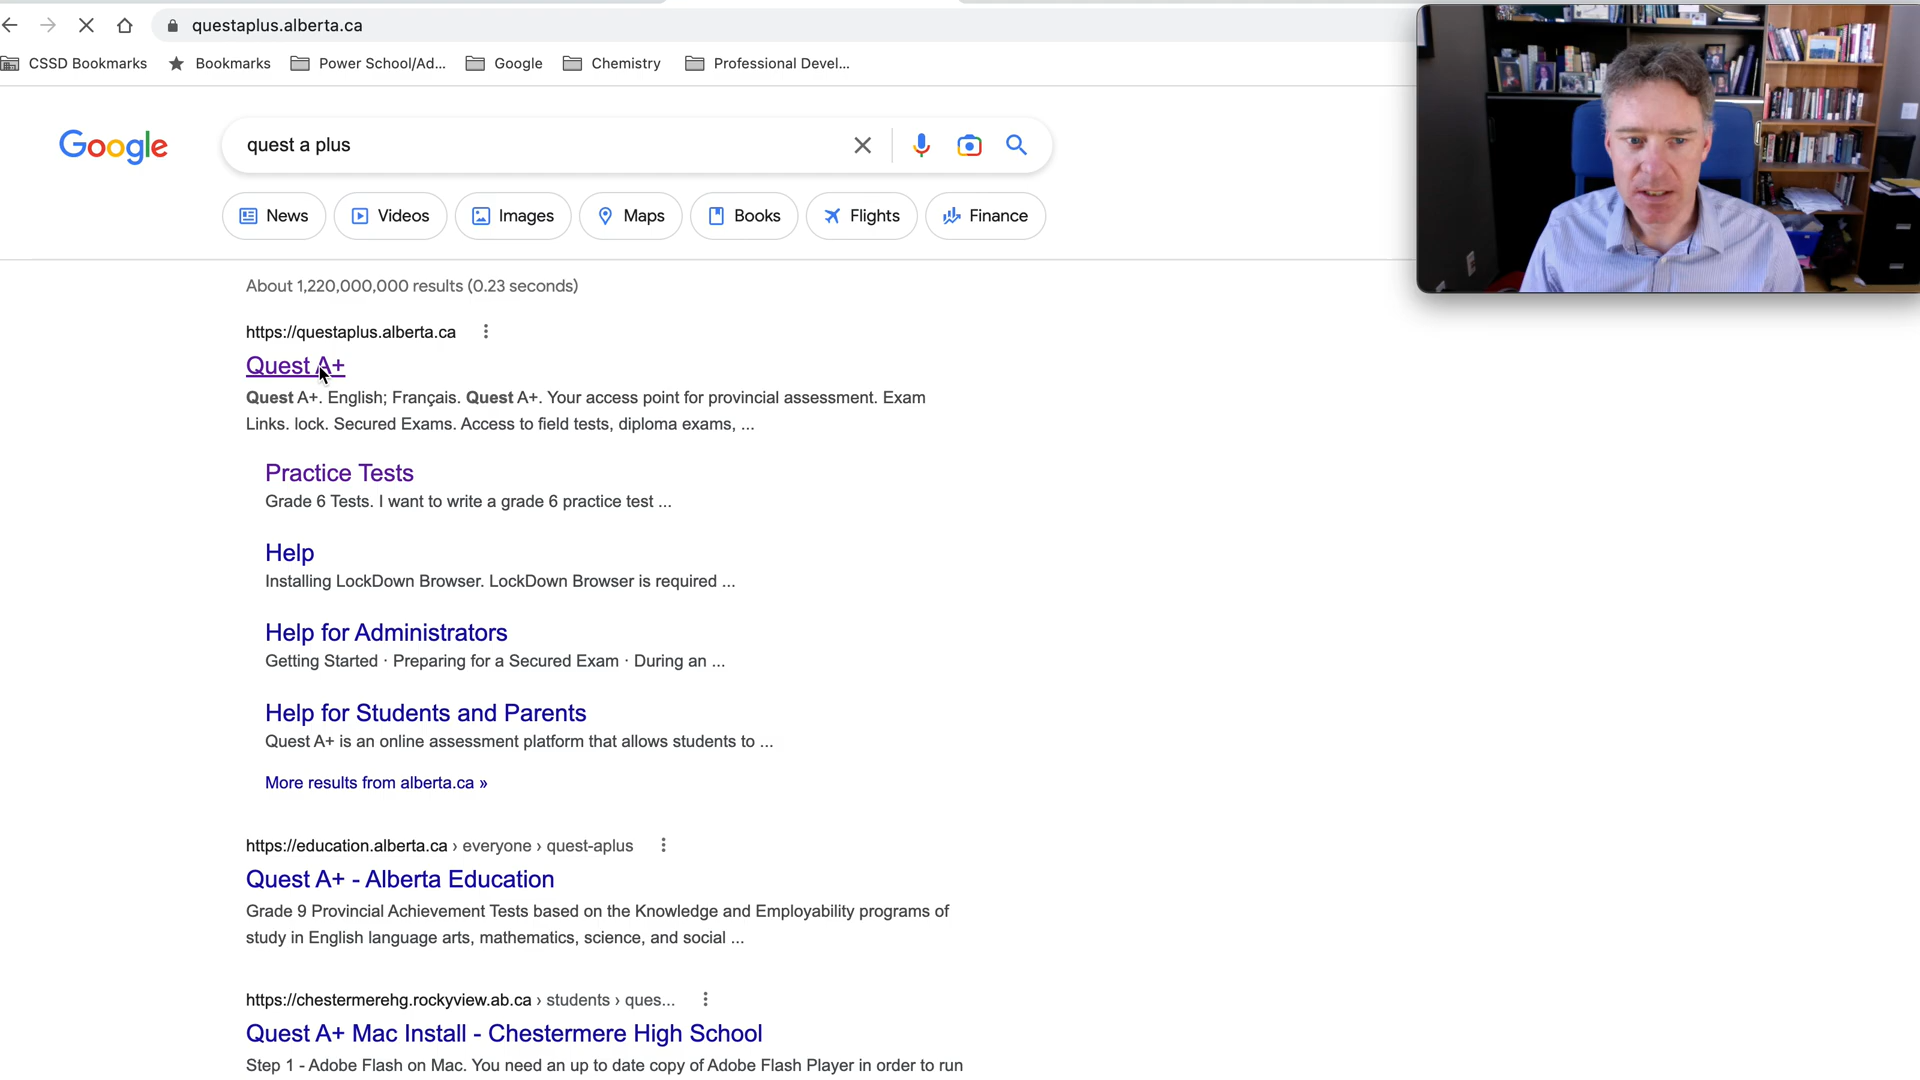 questaplus.alberta.ca
CSSD Bookmarks Bookmarks Power School/Ad... Google Chemistry Professional Devel...
Google quest a plus
News Videos Images Maps Books Flights Finance
About 1,220,000,000 results (0.23 seconds)
https://questaplus.alberta.ca
Quest A+
Quest A+. English; Français. Quest A+. Your access point for provincial assessment. Exam
Links. lock. Secured Exams. Access to field tests, diploma exams, ...
Practice Tests
Grade 6 Tests. I want to write a grade 6 practice test ...
Help
Installing LockDown Browser. LockDown Browser is required ...
Help for Administrators
Getting Started · Preparing for a Secured Exam · During an ...
Help for Students and Parents
Quest A+ is an online assessment platform that allows students to ...
More results from alberta.ca »
https://education.alberta.ca › everyone › quest-aplus
Quest A+ - Alberta Education
Grade 9 Provincial Achievement Tests based on the Knowledge and Employability programs of
study in English language arts, mathematics, science, and social ...
https://chestermerehg.rockyview.ab.ca › students › ques...
Quest A+ Mac Install - Chestermere High School
Step 1 - Adobe Flash on Mac. You need an up to date copy of Adobe Flash Player in order to run